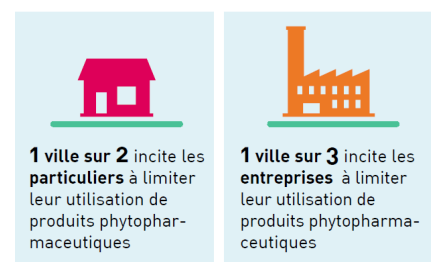 1 ville sur 2 incite les
particuliers à limiter
leur utilisation de
produits phytophar-
maceutiques
1 ville sur 3 incite les
entreprises à limiter
leur utilisation de
produits phytopharma-
ceutiques